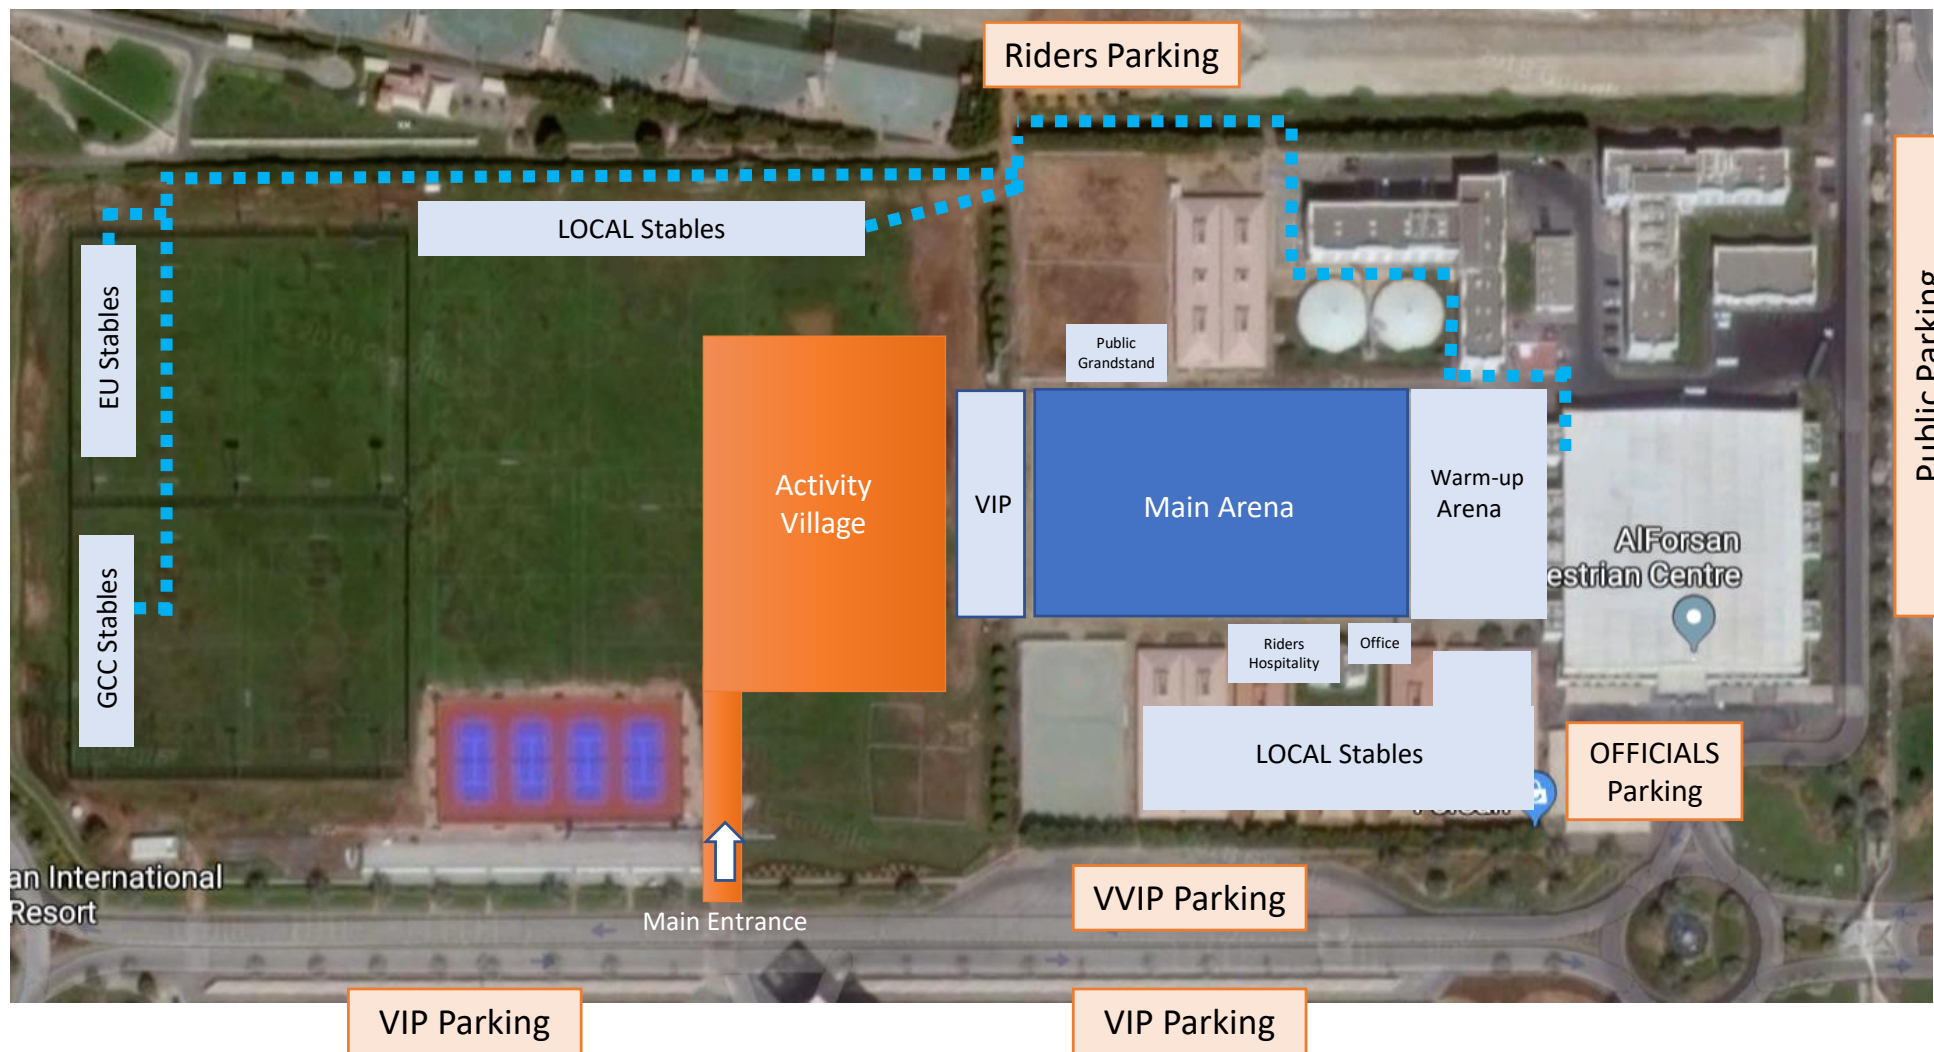 Riders Parking
LOCAL Stables
EU Stables
Public Parking
Public
Grandstand
Activity
Village
VIP
Main Arena
Warm-up
Arena
AlForsan
estrian Centre
GCC Stables
Riders
Hospitality
Office
LOCAL Stables
OFFICIALS
Parking
an International
Resort
VVIP Parking
Main Entrance
VIP Parking
VIP Parking